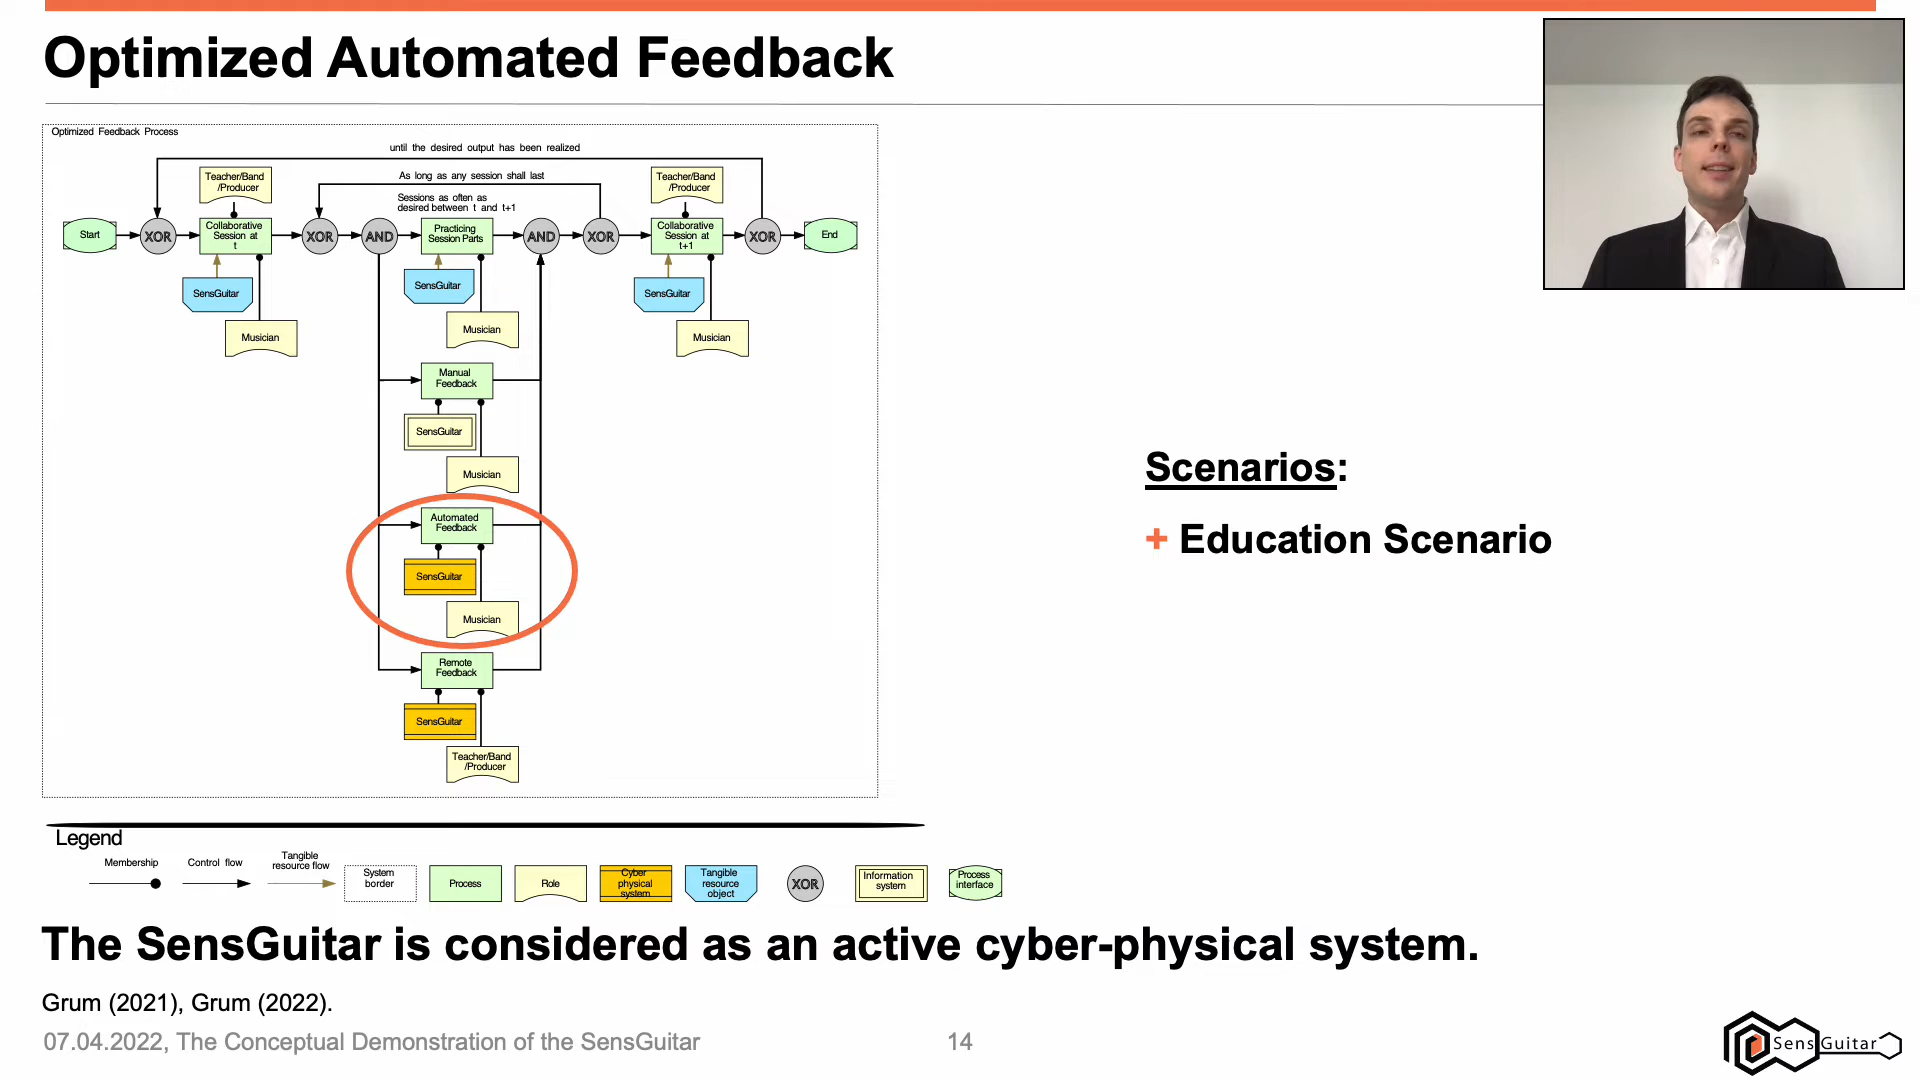 Optimized Automated Feedback
Optimized Feedback Process
until the desired output has been realized
As long as any session shall last
Sessions as often as
desired between t and t+1
Teacher/Band
/Producer
Teacher/Band
/Producer
Start
XOR
Collaborative
Session at
t
XOR
AND
Practicing
Session Parts
AND
XOR
Collaborative
Session at
t+1
XOR
End
SensGuitar
SensGuitar
SensGuitar
Musician
Musician
Musician
Manual
Feedback
SensGuitar
Musician
Automated
Feedback
SensGuitar
Musician
Remote
Feedback
SensGuitar
Teacher/Band
/Producer
Scenarios:
+ Education Scenario
Legend
Membership
Control flow
Tangible
resource flow
System
border
Process
Role
Cyber
physical
system
Tangible
resource
object
XOR
Information
system
Process
interface
The SensGuitar is considered as an active cyber-physical system.
Grum (2021), Grum (2022).
07.04.2022, The Conceptual Demonstration of the SensGuitar
14
SensGuitar